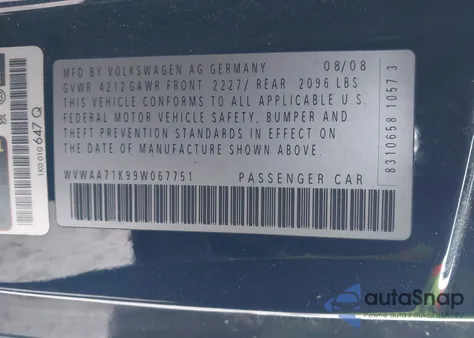 MFD BY VOLKSWAGEN AG GERMANY 08/08
GVWR 4212 GAWR FRONT 2227/ REAR 2096 LBS
THIS VEHICLE CONFORMS TO ALL APPLICABLE U.S.
FEDERAL MOTOR VEHICLE SAFETY, BUMPER AND
THEFT PREVENTION STANDARDS IN EFFECT ON
THE DATE OF MANUFACTURE SHOWN ABOVE.
WVWAA71K99W067751 PASSENGER CAR
83110658 1057 3
1K0 010 647 Q
autoSnap